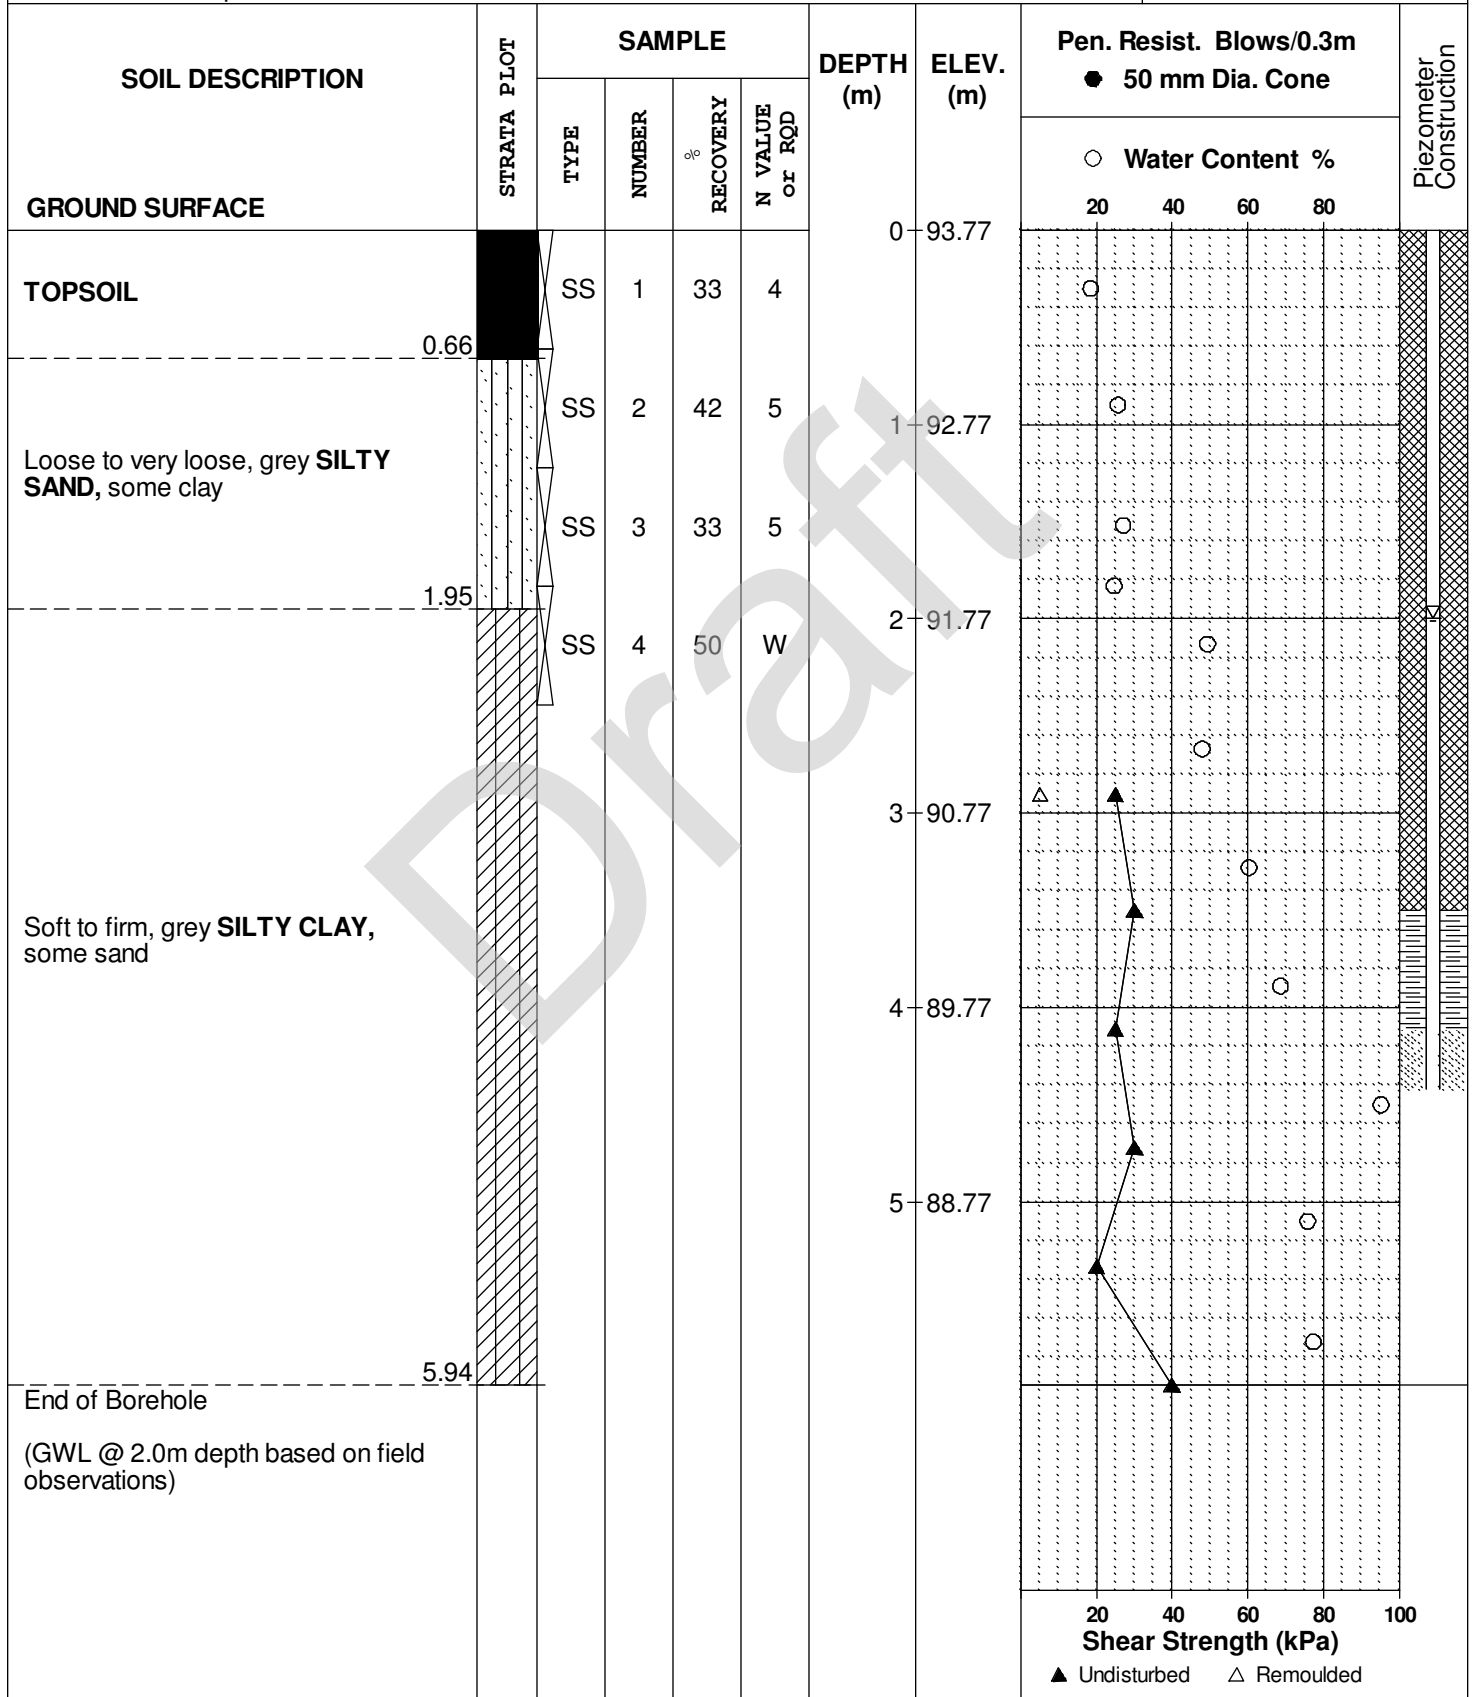 SOIL DESCRIPTION
GROUND SURFACE
STRATA PLOT
SAMPLE
TYPE
NUMBER
%
RECOVERY
N VALUE
or RQD
DEPTH
(m)
ELEV.
(m)
Pen. Resist. Blows/0.3m
● 50 mm Dia. Cone
○ Water Content %
20 40 60 80
Piezometer
Construction
0 93.77
TOPSOIL
SS 1 33 4
0.66
SS 2 42 5
1 92.77
Loose to very loose, grey SILTY
SAND, some clay
SS 3 33 5
1.95
2 91.77
SS 4 50 W
3 90.77
Soft to firm, grey SILTY CLAY,
some sand
4 89.77
5 88.77
5.94
End of Borehole
(GWL @ 2.0m depth based on field
observations)
20 40 60 80 100
Shear Strength (kPa)
▲ Undisturbed △ Remoulded
Draft